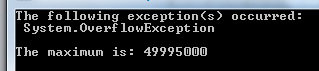 The following exception(s) occurred:
System.OverflowException
The maximum is: 49995000